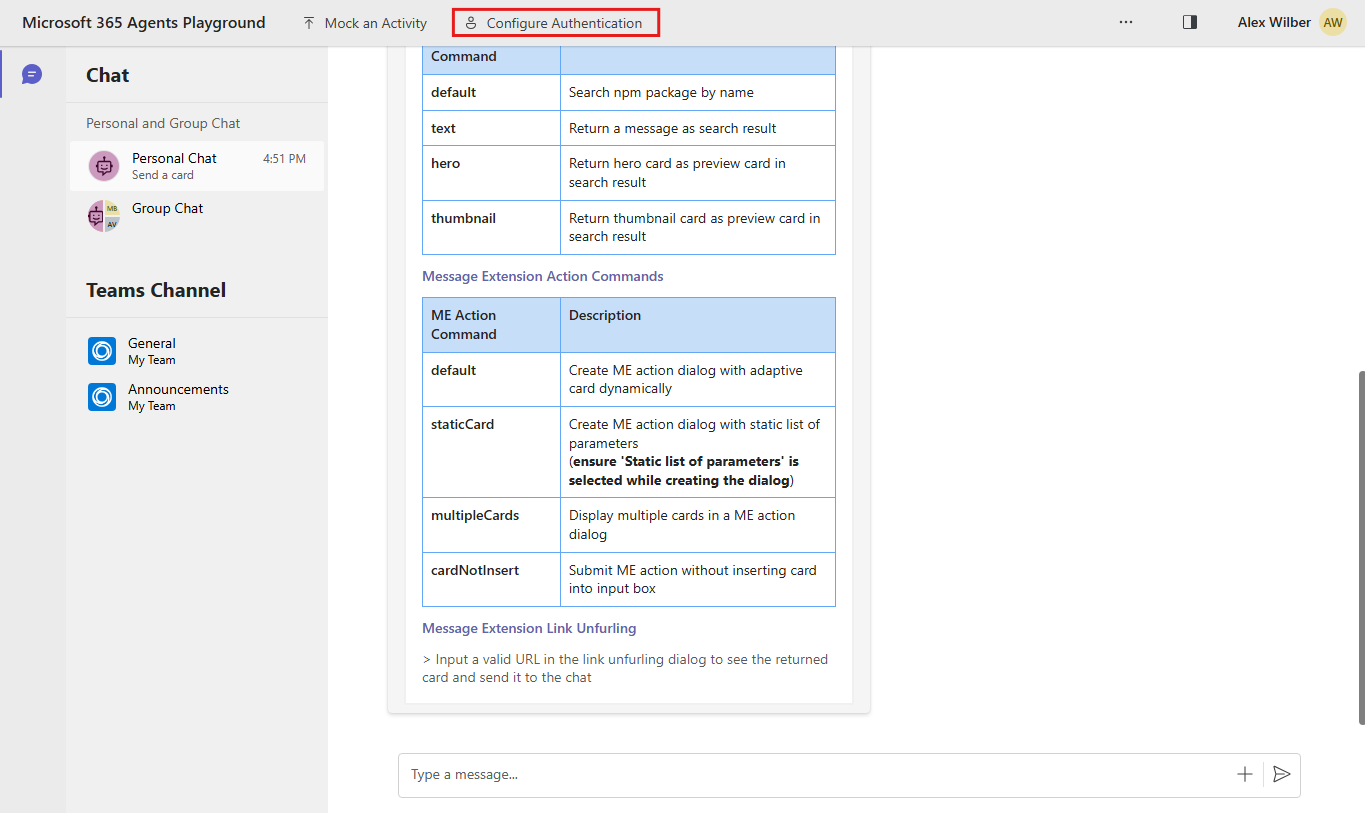 Microsoft 365 Agents Playground
Mock an Activity
Configure Authentication
Alex Wilber
AW
Chat
Personal and Group Chat
Personal Chat
4:51 PM
Send a card
MB
AV
Group Chat
Teams Channel
General
My Team
Announcements
My Team
Command
default
Search npm package by name
text
Return a message as search result
hero
Return hero card as preview card in
search result
thumbnail
Return thumbnail card as preview card in
search result
Message Extension Action Commands
ME Action
Command
Description
default
Create ME action dialog with adaptive
card dynamically
staticCard
Create ME action dialog with static list of
parameters
(ensure 'Static list of parameters' is
selected while creating the dialog)
multipleCards
Display multiple cards in a ME action
dialog
cardNotInsert
Submit ME action without inserting card
into input box
Message Extension Link Unfurling
> Input a valid URL in the link unfurling dialog to see the returned
card and send it to the chat
Type a message...